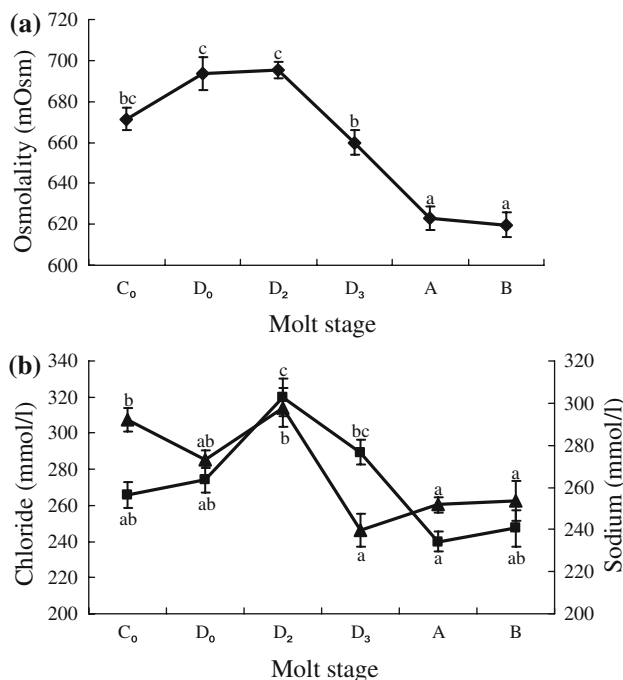 (a)
720
700
680
660
640
620
600
Osmolality (mOsm)
bc
c
c
b
a
a
C₀ D₀ D₂ D₃ A B
Molt stage
(b)
340
320
300
280
260
240
220
200
Chloride (mmol/l)
320
300
280
260
240
220
200
Sodium (mmol/l)
b
ab
c
bc
a
a
ab
ab
b
a
a
ab
C₀ D₀ D₂ D₃ A B
Molt stage